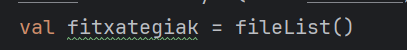 val fitxategiak = fileList()